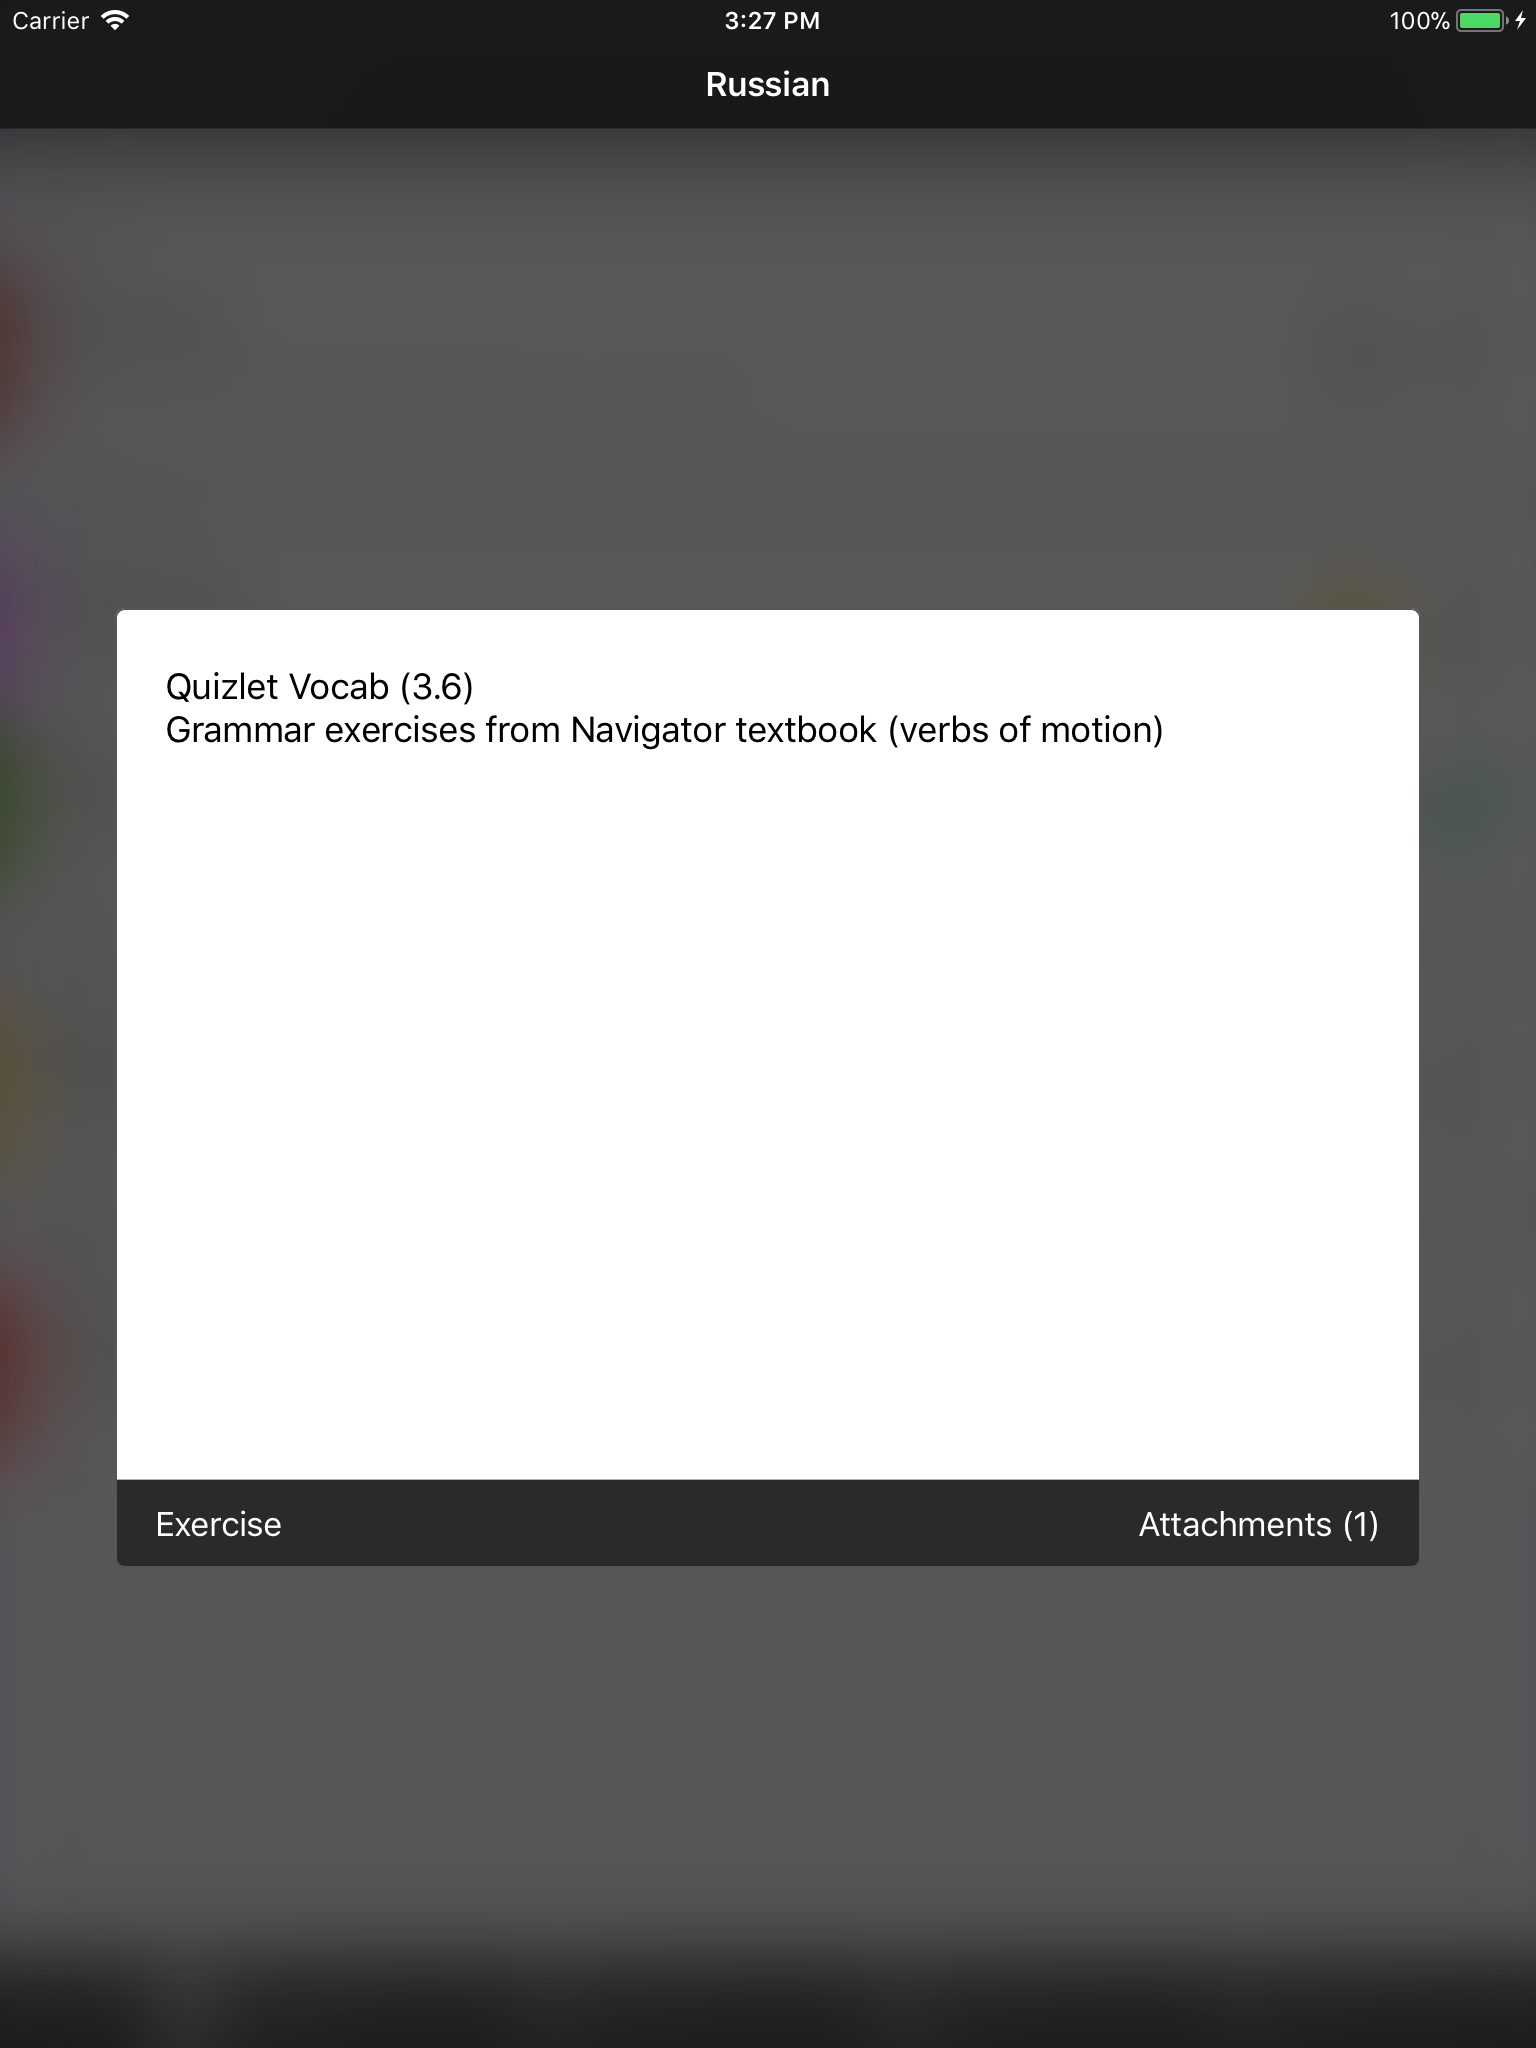 Carrier 3:27 PM 100%
Russian
Quizlet Vocab (3.6)
Grammar exercises from Navigator textbook (verbs of motion)
Exercise Attachments (1)